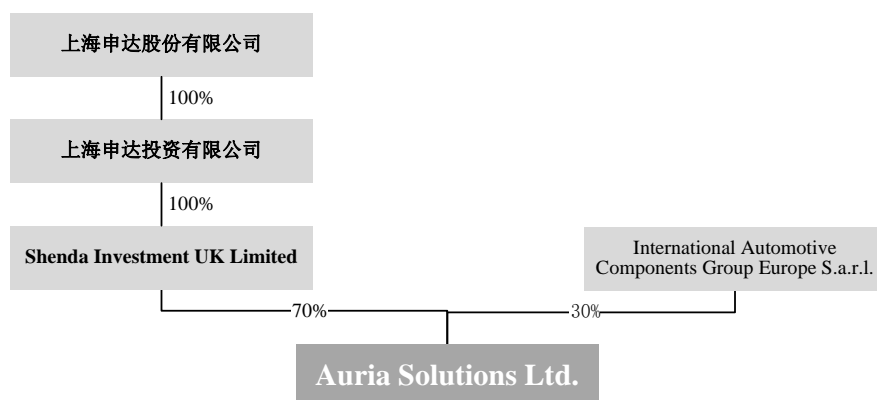 上海申达股份有限公司
100%
上海申达投资有限公司
100%
Shenda Investment UK Limited
International Automotive
Components Group Europe S.a.r.l.
70%
30%
Auria Solutions Ltd.